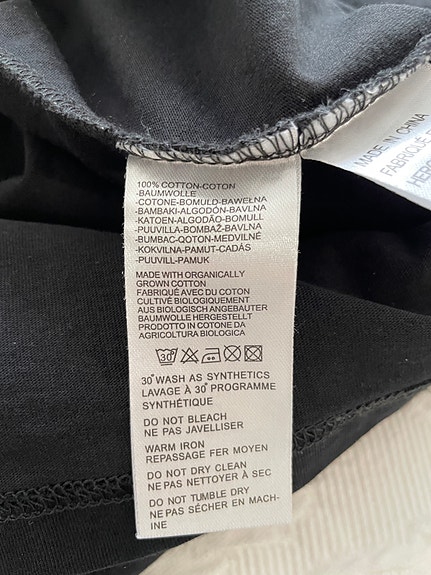 100% COTTON-COTON
-BAUMWOLLE
-COTONE-BOMULD-BAWEŁNA
-BAMBAKI-ALGODÓN-BAVLNA
-KATOEN-ALGODÃO-BOMULL
-PUUVILLA-BOMBAŽ-BAVLNY
-BUMBAC-QOTON-MEDVILNĖ
-KOKVILNA-PAMUT-CADÁS
-PUUVILL-PAMUK
MADE WITH ORGANICALLY
GROWN COTTON
FABRIQUÉ AVEC DU COTON
CULTIVÉ BIOLOGIQUEMENT
AUS BIOLOGISCH ANGEBAUTER
BAUMWOLLE HERGESTELLT
PRODOTTO IN COTONE DA
AGRICOLTURA BIOLOGICA
30°
30° WASH AS SYNTHETICS
LAVAGE À 30° PROGRAMME
SYNTHÉTIQUE
DO NOT BLEACH
NE PAS JAVELLISER
WARM IRON
REPASSAGE FER MOYEN
DO NOT DRY CLEAN
NE PAS NETTOYER À SEC
DO NOT TUMBLE DRY
NE PAS SÉCHER EN MACH-
INE
MADE IN CHINA
FABRIQUÉ